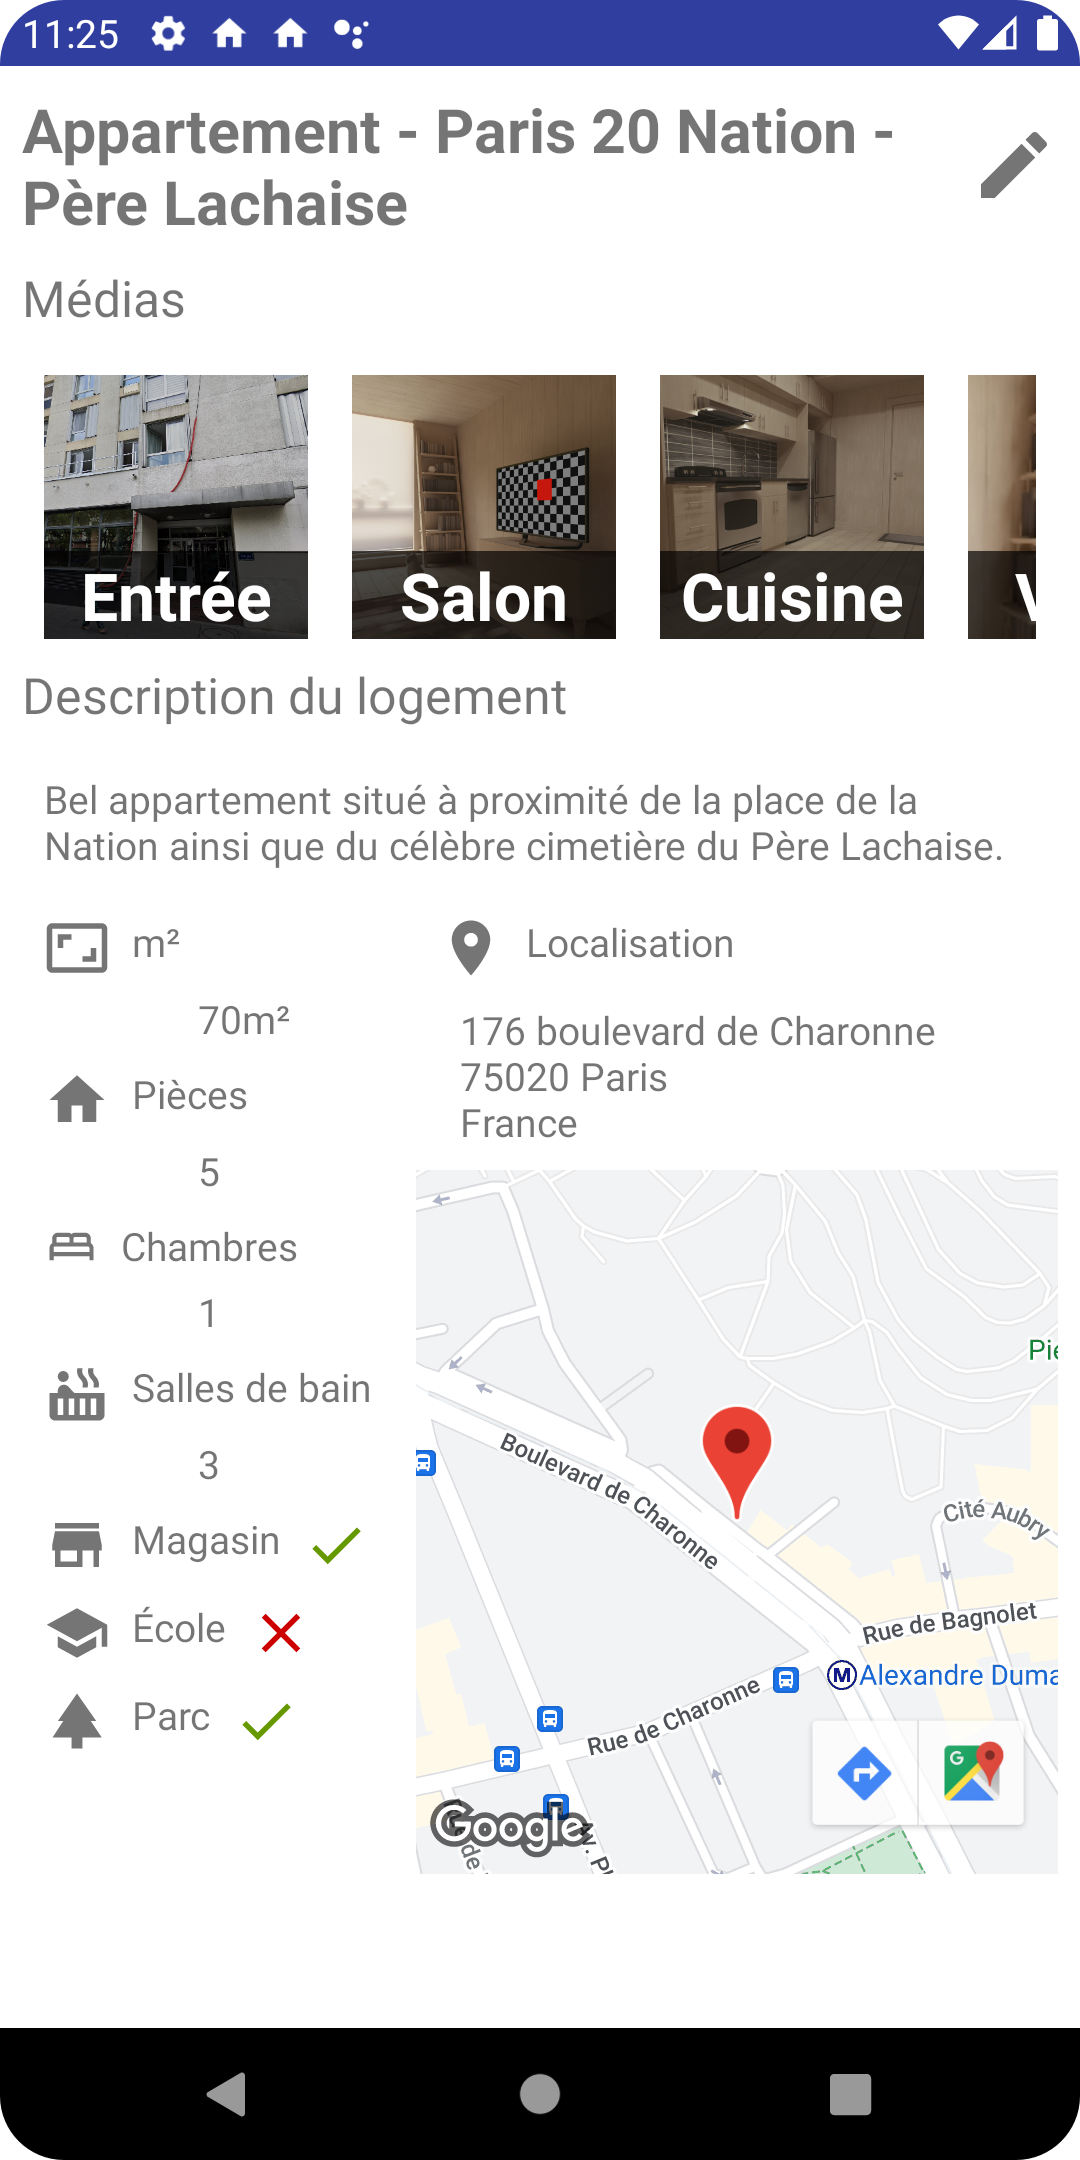 11:25
Appartement - Paris 20 Nation -
Père Lachaise
Médias
Entrée
Salon
Cuisine
Description du logement
Bel appartement situé à proximité de la place de la
Nation ainsi que du célèbre cimetière du Père Lachaise.
m²
70m²
Pièces
5
Chambres
1
Salles de bain
3
Magasin
École
Parc
Localisation
176 boulevard de Charonne
75020 Paris
France
Boulevard de Charonne
Cité Aubry
Rue de Bagnolet
M Alexandre Duma
Rue de Charonne
G
Google